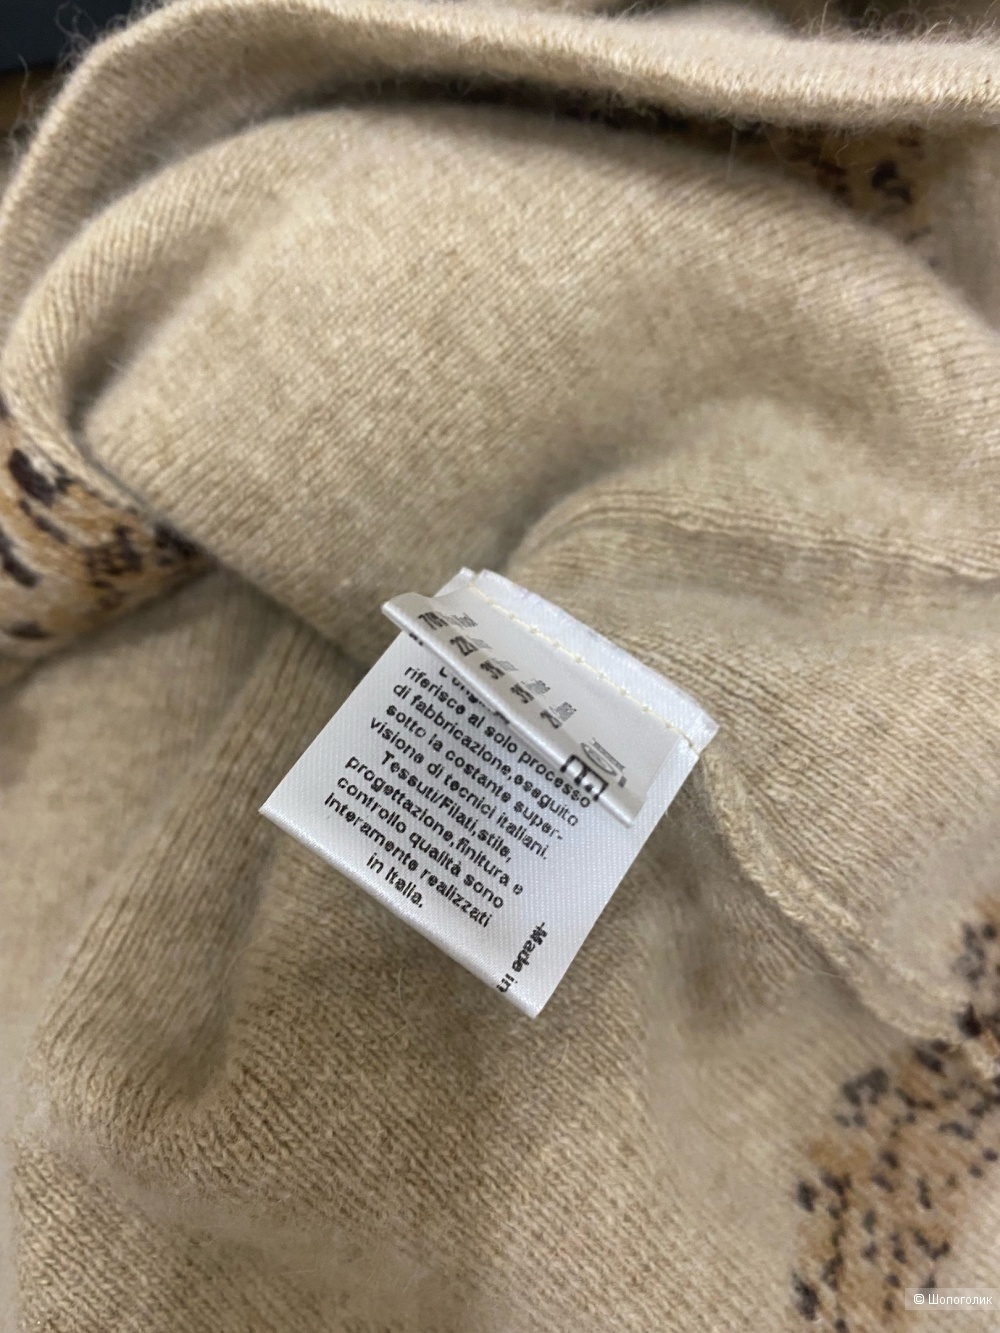 riferisce al solo processo
di fabbricazione,eseguito
sotto la costante super-
visione di tecnici italiani.
Tessuti/Filati,stile,
progettazione,finitura e
controllo qualità sono
interamente realizzati
in Italia.
-Made in
© Шопоголик